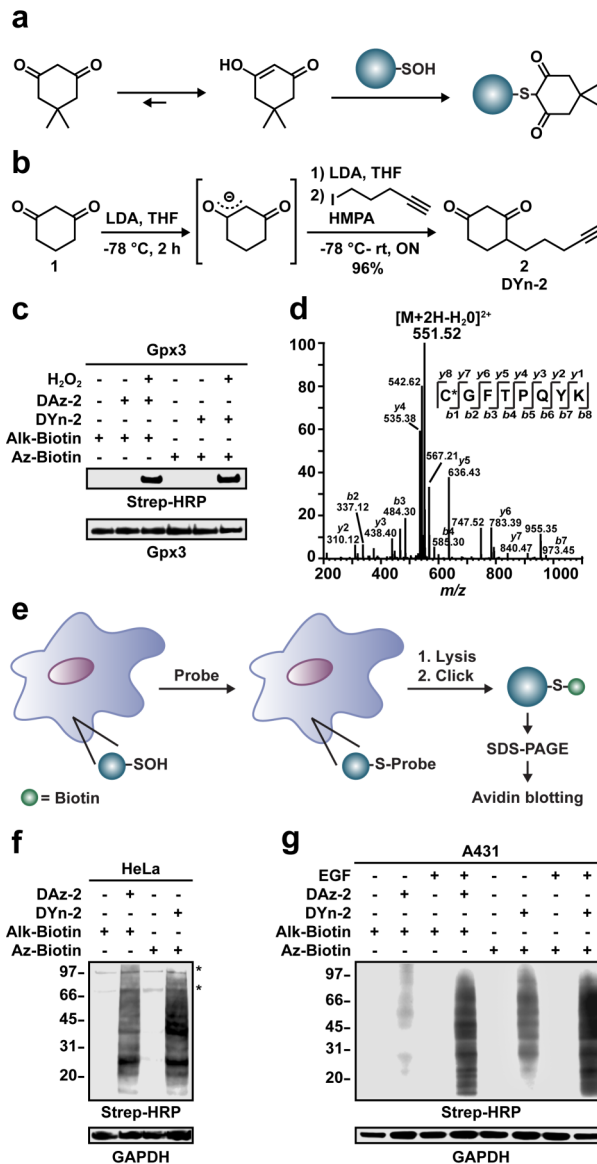 a
O O
HO O
SOH
S O O
b
O O
1
LDA, THF
-78 °C, 2 h
O ⊖ O
1) LDA, THF
2) I
HMPA
-78 °C- rt, ON
96%
O O
2
DYn-2
c
Gpx3
H₂O₂ - - + - - +
DAz-2 - + + - - -
DYn-2 - - - - + +
Alk-Biotin + + + - - -
Az-Biotin - - - + + +
Strep-HRP
Gpx3
d
[M+2H-H₂0]²⁺
551.52
100
80
60
40
20
0
542.62
y4
535.38
567.21
y5
636.43
b2
337.12
b3
484.30
y2
310.12
y3
438.40
b4
585.30
747.52
y6
783.39
y7
840.47
955.35
b7
973.45
y8 y7 y6 y5 y4 y3 y2 y1
C* G F T P Q Y K
b1 b2 b3 b4 b5 b6 b7 b8
200 400 600 800 1000
m/z
e
Probe
1. Lysis
2. Click
SOH
S-Probe
S
= Biotin
SDS-PAGE
Avidin blotting
f
HeLa
DAz-2 - + - -
DYn-2 - - - +
Alk-Biotin + + - -
Az-Biotin - - + +
97-
66-
45-
31-
20-
*
*
Strep-HRP
GAPDH
g
A431
EGF - - + + - - + +
DAz-2 - + - + - - - -
DYn-2 - - - - - + - +
Alk-Biotin + + + + - - - -
Az-Biotin - - - - + + + +
97-
66-
45-
31-
20-
Strep-HRP
GAPDH